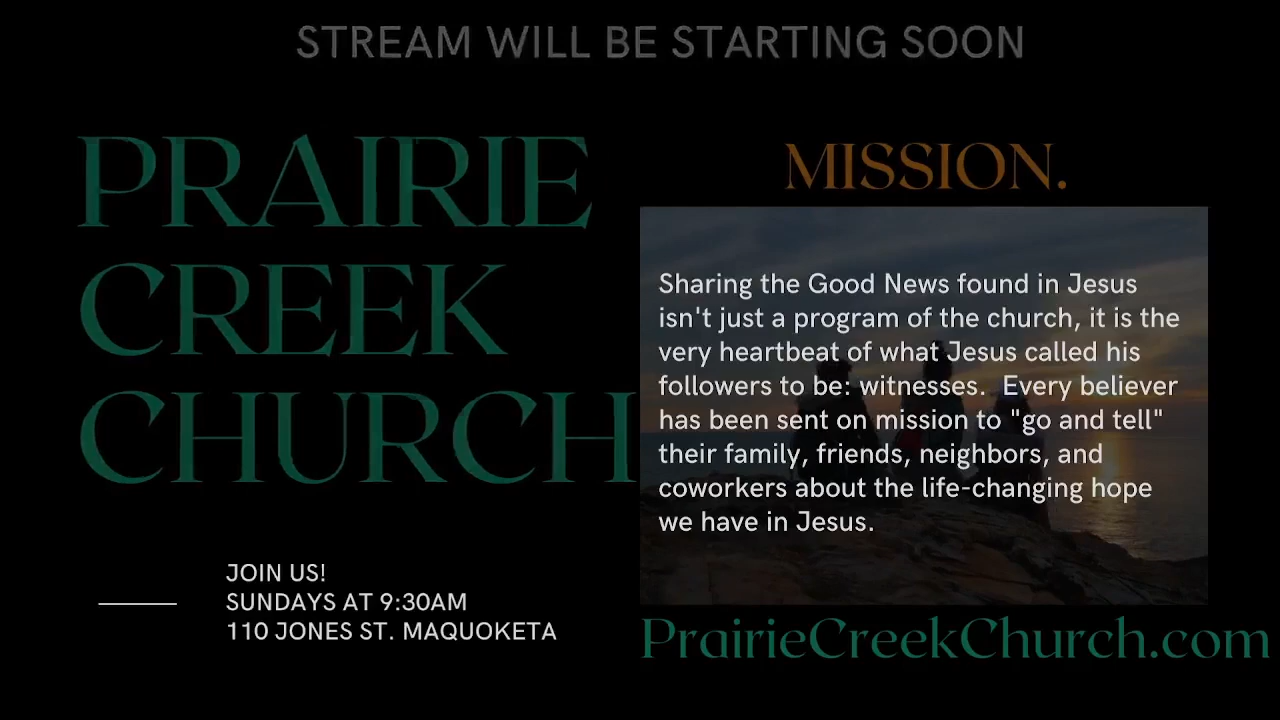 STREAM WILL BE STARTING SOON
PRAIRIE
CREEK
CHURCH
JOIN US!
SUNDAYS AT 9:30AM
110 JONES ST. MAQUOKETA
MISSION.
Sharing the Good News found in Jesus
isn't just a program of the church, it is the
very heartbeat of what Jesus called his
followers to be: witnesses.  Every believer
has been sent on mission to "go and tell"
their family, friends, neighbors, and
coworkers about the life-changing hope
we have in Jesus.
PrairieCreekChurch.com